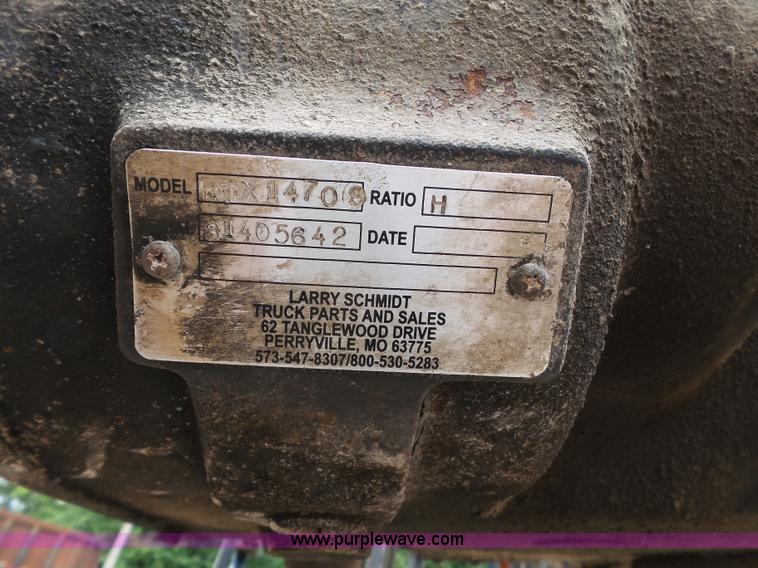 MODEL RTX14708 RATIO H
81405642 DATE
LARRY SCHMIDT
TRUCK PARTS AND SALES
62 TANGLEWOOD DRIVE
PERRYVILLE, MO 63775
573-547-8307/800-530-5283
www.purplewave.com